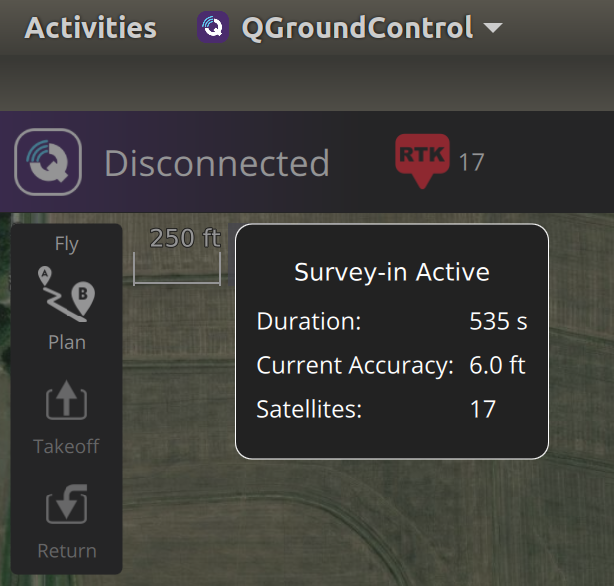 Activities QGroundControl
Disconnected RTK 17
Fly
250 ft
A
B
Plan
Takeoff
Return
Survey-in Active
Duration: 535 s
Current Accuracy: 6.0 ft
Satellites: 17